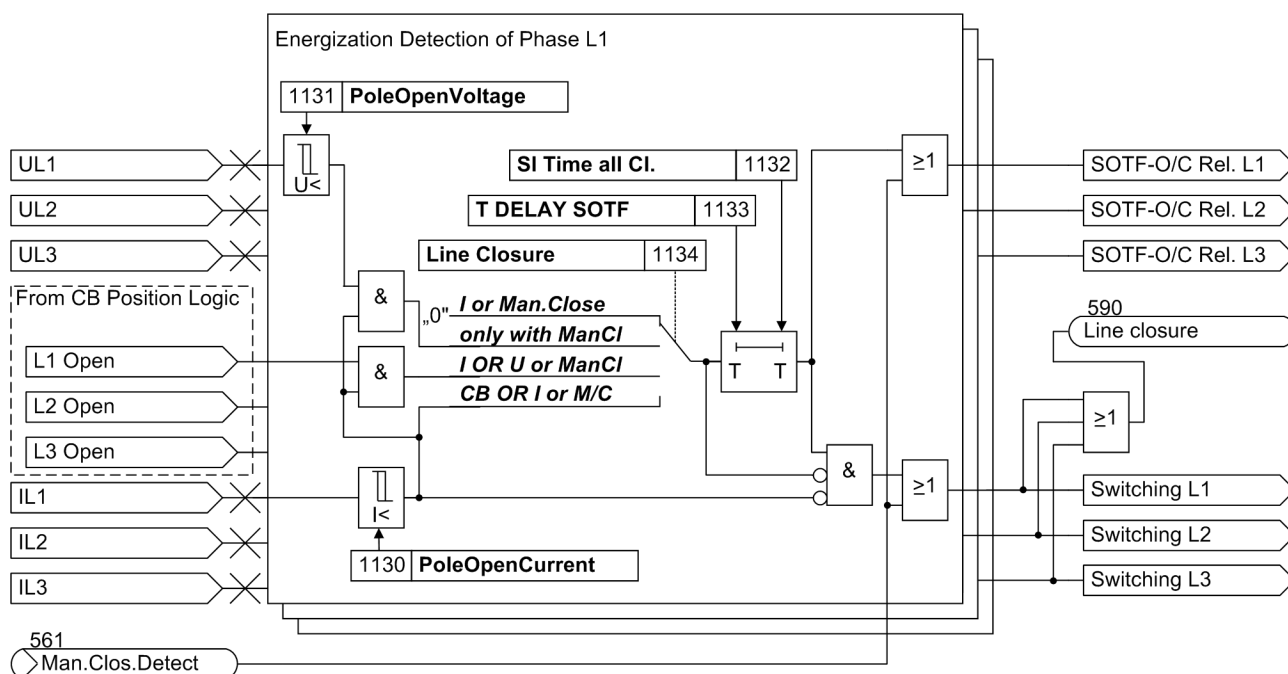 Energization Detection of Phase L1
1131 PoleOpenVoltage
UL1
U<
SI Time all Cl. 1132
≥1
SOTF-O/C Rel. L1
UL2
T DELAY SOTF 1133
SOTF-O/C Rel. L2
UL3
Line Closure 1134
SOTF-O/C Rel. L3
From CB Position Logic
&
„0"
I or Man.Close
590
only with ManCl
Line closure
L1 Open
&
I OR U or ManCl
T T
L2 Open
CB OR I or M/C
≥1
L3 Open
&
IL1
I<
≥1
Switching L1
IL2
Switching L2
1130 PoleOpenCurrent
IL3
Switching L3
561
Man.Clos.Detect